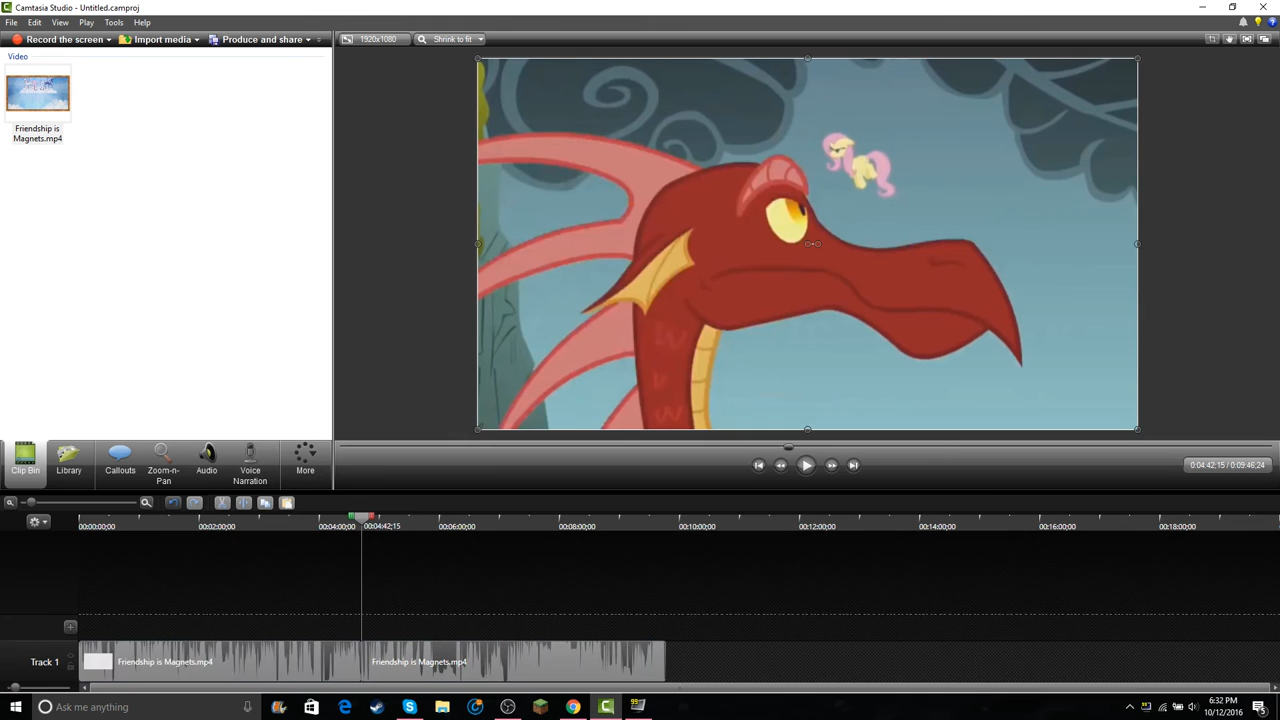 Camtasia Studio - Untitled.camproj
File Edit View Play Tools Help
Record the screen Import media Produce and share 1920x1080 Shrink to fit
Video
Friendship is
Magnets.mp4
Clip Bin Library Callouts Zoom-n-
Pan Audio Voice
Narration More
0:04:42;15 / 0:09:46;24
00:00:00;00 00:02:00;00 00:04:00;00 00:04:42;15 00:06:00;00 00:08:00;00 00:10:00;00 00:12:00;00 00:14:00;00 00:16:00;00 00:18:00;00
Track 1 Friendship is Magnets.mp4 Friendship is Magnets.mp4
Ask me anything
6:32 PM
10/12/2016